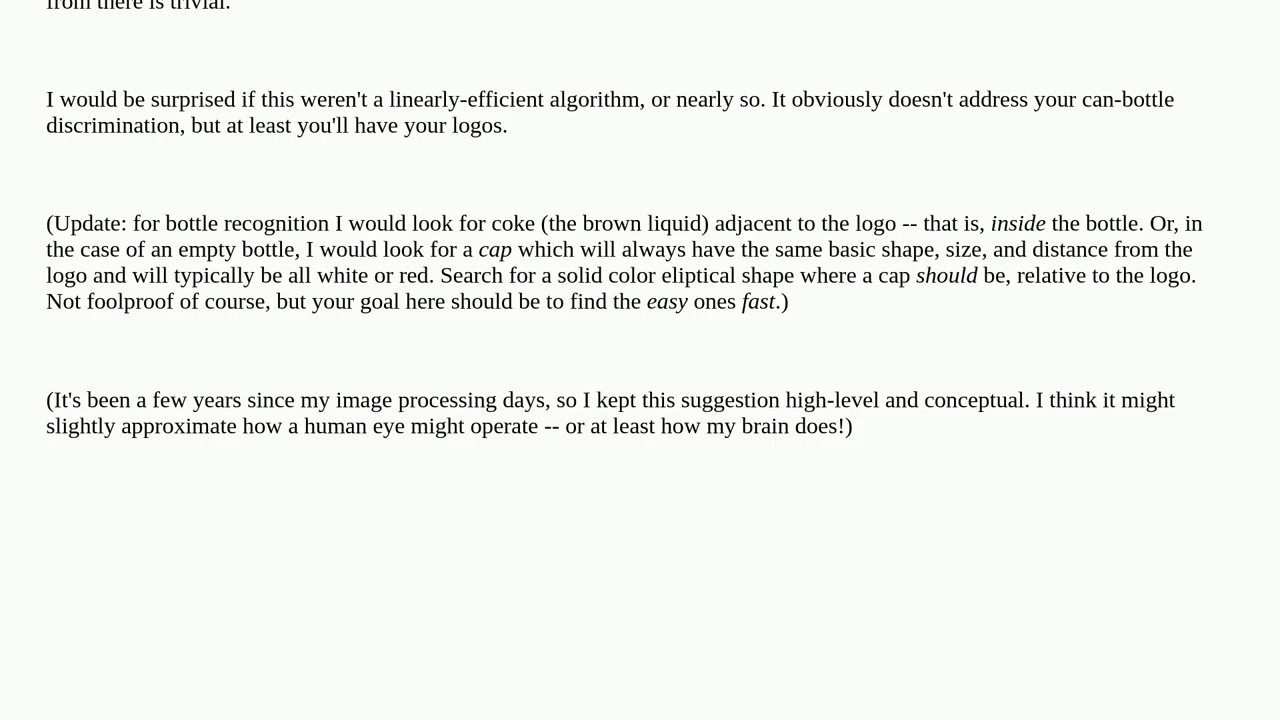 from there is trivial.
I would be surprised if this weren't a linearly-efficient algorithm, or nearly so. It obviously doesn't address your can-bottle
discrimination, but at least you'll have your logos.
(Update: for bottle recognition I would look for coke (the brown liquid) adjacent to the logo -- that is, inside the bottle. Or, in
the case of an empty bottle, I would look for a cap which will always have the same basic shape, size, and distance from the
logo and will typically be all white or red. Search for a solid color eliptical shape where a cap should be, relative to the logo.
Not foolproof of course, but your goal here should be to find the easy ones fast.)
(It's been a few years since my image processing days, so I kept this suggestion high-level and conceptual. I think it might
slightly approximate how a human eye might operate -- or at least how my brain does!)